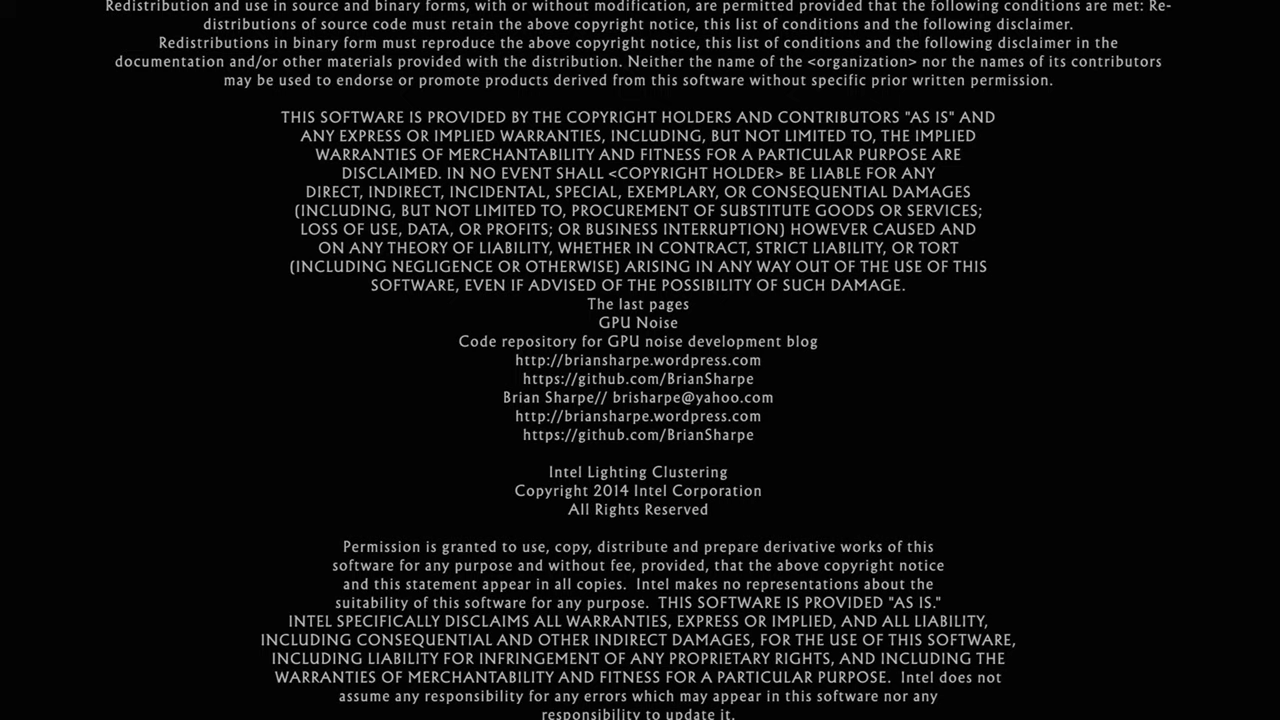 Redistribution and use in source and binary forms, with or without modification, are permitted provided that the following conditions are met: Re-
distributions of source code must retain the above copyright notice, this list of conditions and the following disclaimer.
Redistributions in binary form must reproduce the above copyright notice, this list of conditions and the following disclaimer in the
documentation and/or other materials provided with the distribution. Neither the name of the <organization> nor the names of its contributors
may be used to endorse or promote products derived from this software without specific prior written permission.
THIS SOFTWARE IS PROVIDED BY THE COPYRIGHT HOLDERS AND CONTRIBUTORS "AS IS" AND
ANY EXPRESS OR IMPLIED WARRANTIES, INCLUDING, BUT NOT LIMITED TO, THE IMPLIED
WARRANTIES OF MERCHANTABILITY AND FITNESS FOR A PARTICULAR PURPOSE ARE
DISCLAIMED. IN NO EVENT SHALL <COPYRIGHT HOLDER> BE LIABLE FOR ANY
DIRECT, INDIRECT, INCIDENTAL, SPECIAL, EXEMPLARY, OR CONSEQUENTIAL DAMAGES
(INCLUDING, BUT NOT LIMITED TO, PROCUREMENT OF SUBSTITUTE GOODS OR SERVICES;
LOSS OF USE, DATA, OR PROFITS; OR BUSINESS INTERRUPTION) HOWEVER CAUSED AND
ON ANY THEORY OF LIABILITY, WHETHER IN CONTRACT, STRICT LIABILITY, OR TORT
(INCLUDING NEGLIGENCE OR OTHERWISE) ARISING IN ANY WAY OUT OF THE USE OF THIS
SOFTWARE, EVEN IF ADVISED OF THE POSSIBILITY OF SUCH DAMAGE.
The last pages
GPU Noise
Code repository for GPU noise development blog
http://briansharpe.wordpress.com
https://github.com/BrianSharpe
Brian Sharpe// brisharpe@yahoo.com
http://briansharpe.wordpress.com
https://github.com/BrianSharpe
Intel Lighting Clustering
Copyright 2014 Intel Corporation
All Rights Reserved
Permission is granted to use, copy, distribute and prepare derivative works of this
software for any purpose and without fee, provided, that the above copyright notice
and this statement appear in all copies.  Intel makes no representations about the
suitability of this software for any purpose.  THIS SOFTWARE IS PROVIDED "AS IS."
INTEL SPECIFICALLY DISCLAIMS ALL WARRANTIES, EXPRESS OR IMPLIED, AND ALL LIABILITY,
INCLUDING CONSEQUENTIAL AND OTHER INDIRECT DAMAGES, FOR THE USE OF THIS SOFTWARE,
INCLUDING LIABILITY FOR INFRINGEMENT OF ANY PROPRIETARY RIGHTS, AND INCLUDING THE
WARRANTIES OF MERCHANTABILITY AND FITNESS FOR A PARTICULAR PURPOSE.  Intel does not
assume any responsibility for any errors which may appear in this software nor any
responsibility to update it.